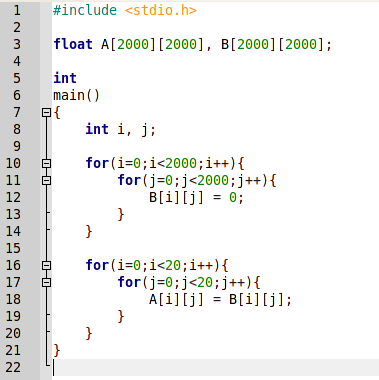 1 #include <stdio.h>
2
3 float A[2000][2000], B[2000][2000];
4
5 int
6 main()
7 {
8     int i, j;
9
10     for(i=0;i<2000;i++){
11         for(j=0;j<2000;j++){
12             B[i][j] = 0;
13         }
14     }
15
16     for(i=0;i<20;i++){
17         for(j=0;j<20;j++){
18             A[i][j] = B[i][j];
19         }
20     }
21 }
22